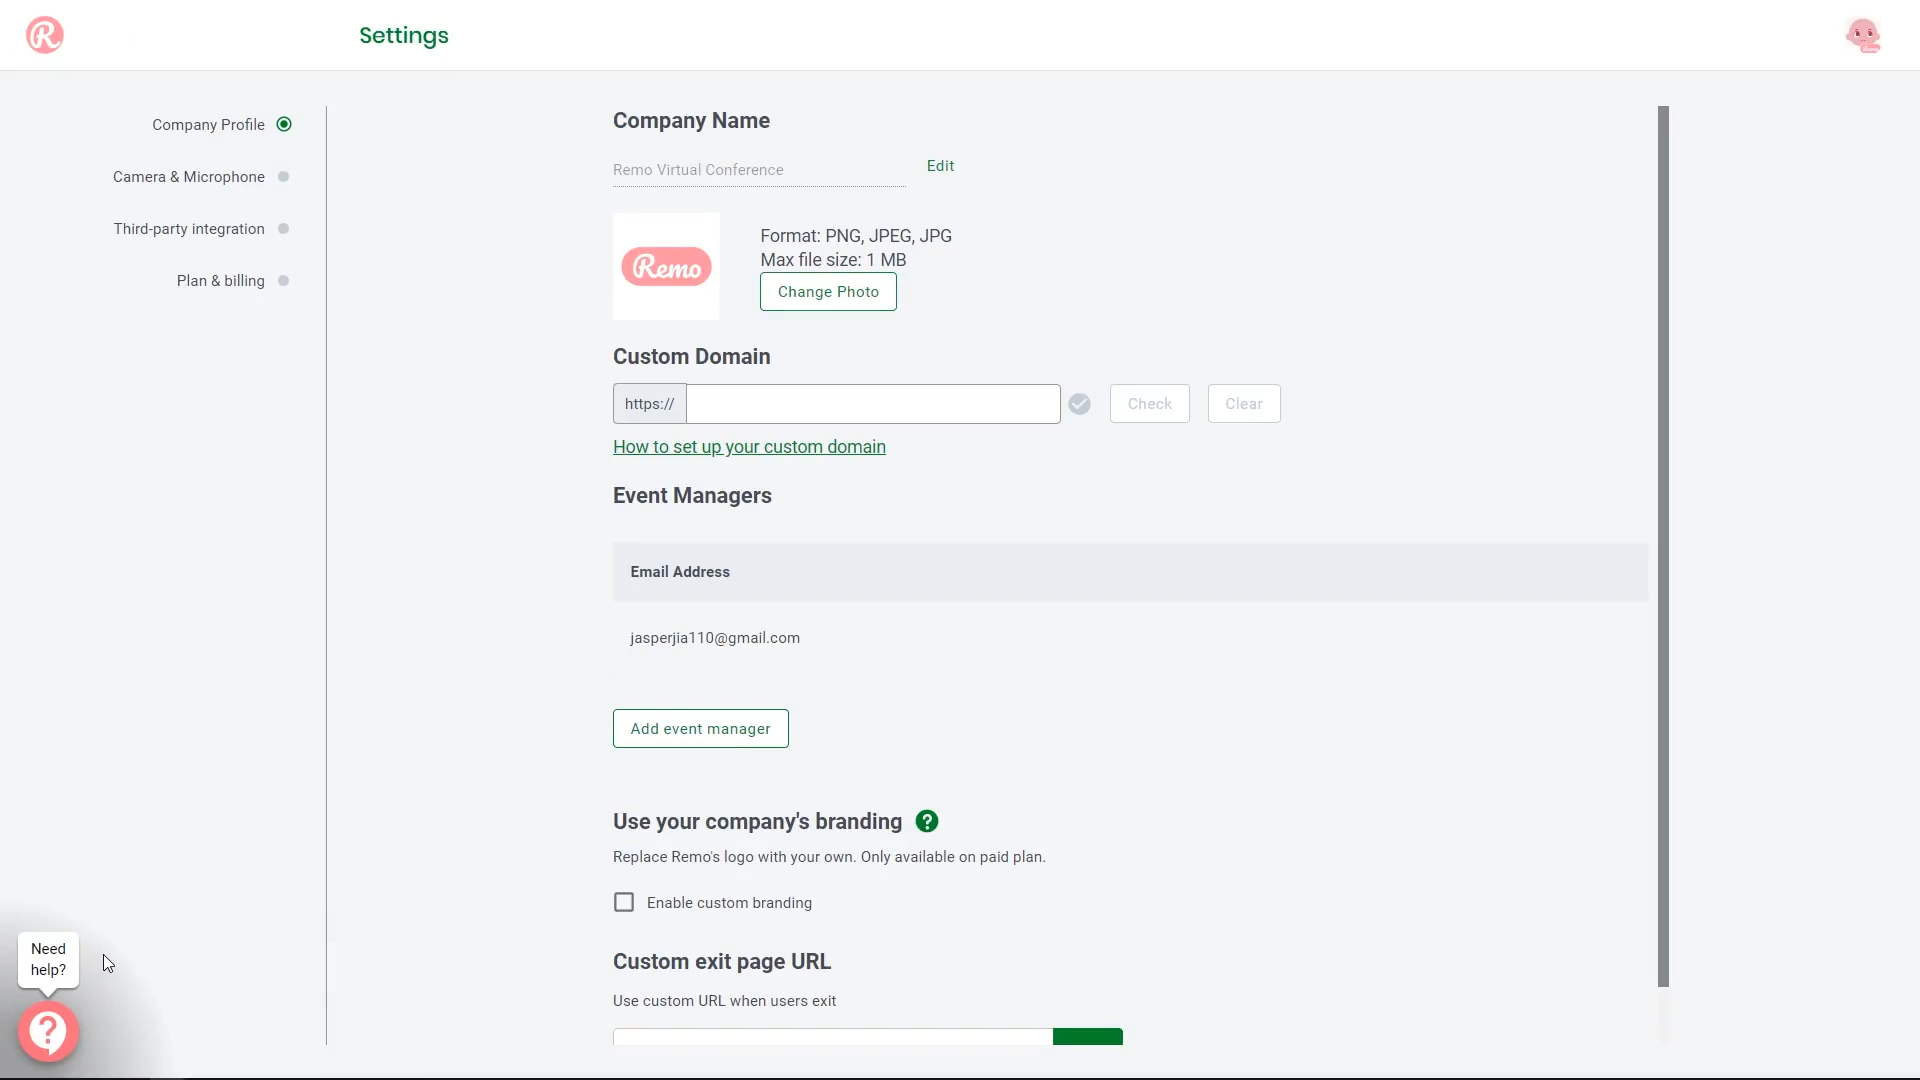 R
Settings
Remo
Company Profile
Camera & Microphone
Third-party integration
Plan & billing
Company Name
Remo Virtual Conference
Edit
Remo
Format: PNG, JPEG, JPG
Max file size: 1 MB
Change Photo
Custom Domain
https://
Check
Clear
How to set up your custom domain
Event Managers
Email Address
jasperjia110@gmail.com
Add event manager
Use your company's branding ?
Replace Remo's logo with your own. Only available on paid plan.
Enable custom branding
Custom exit page URL
Use custom URL when users exit
Need
help?
?